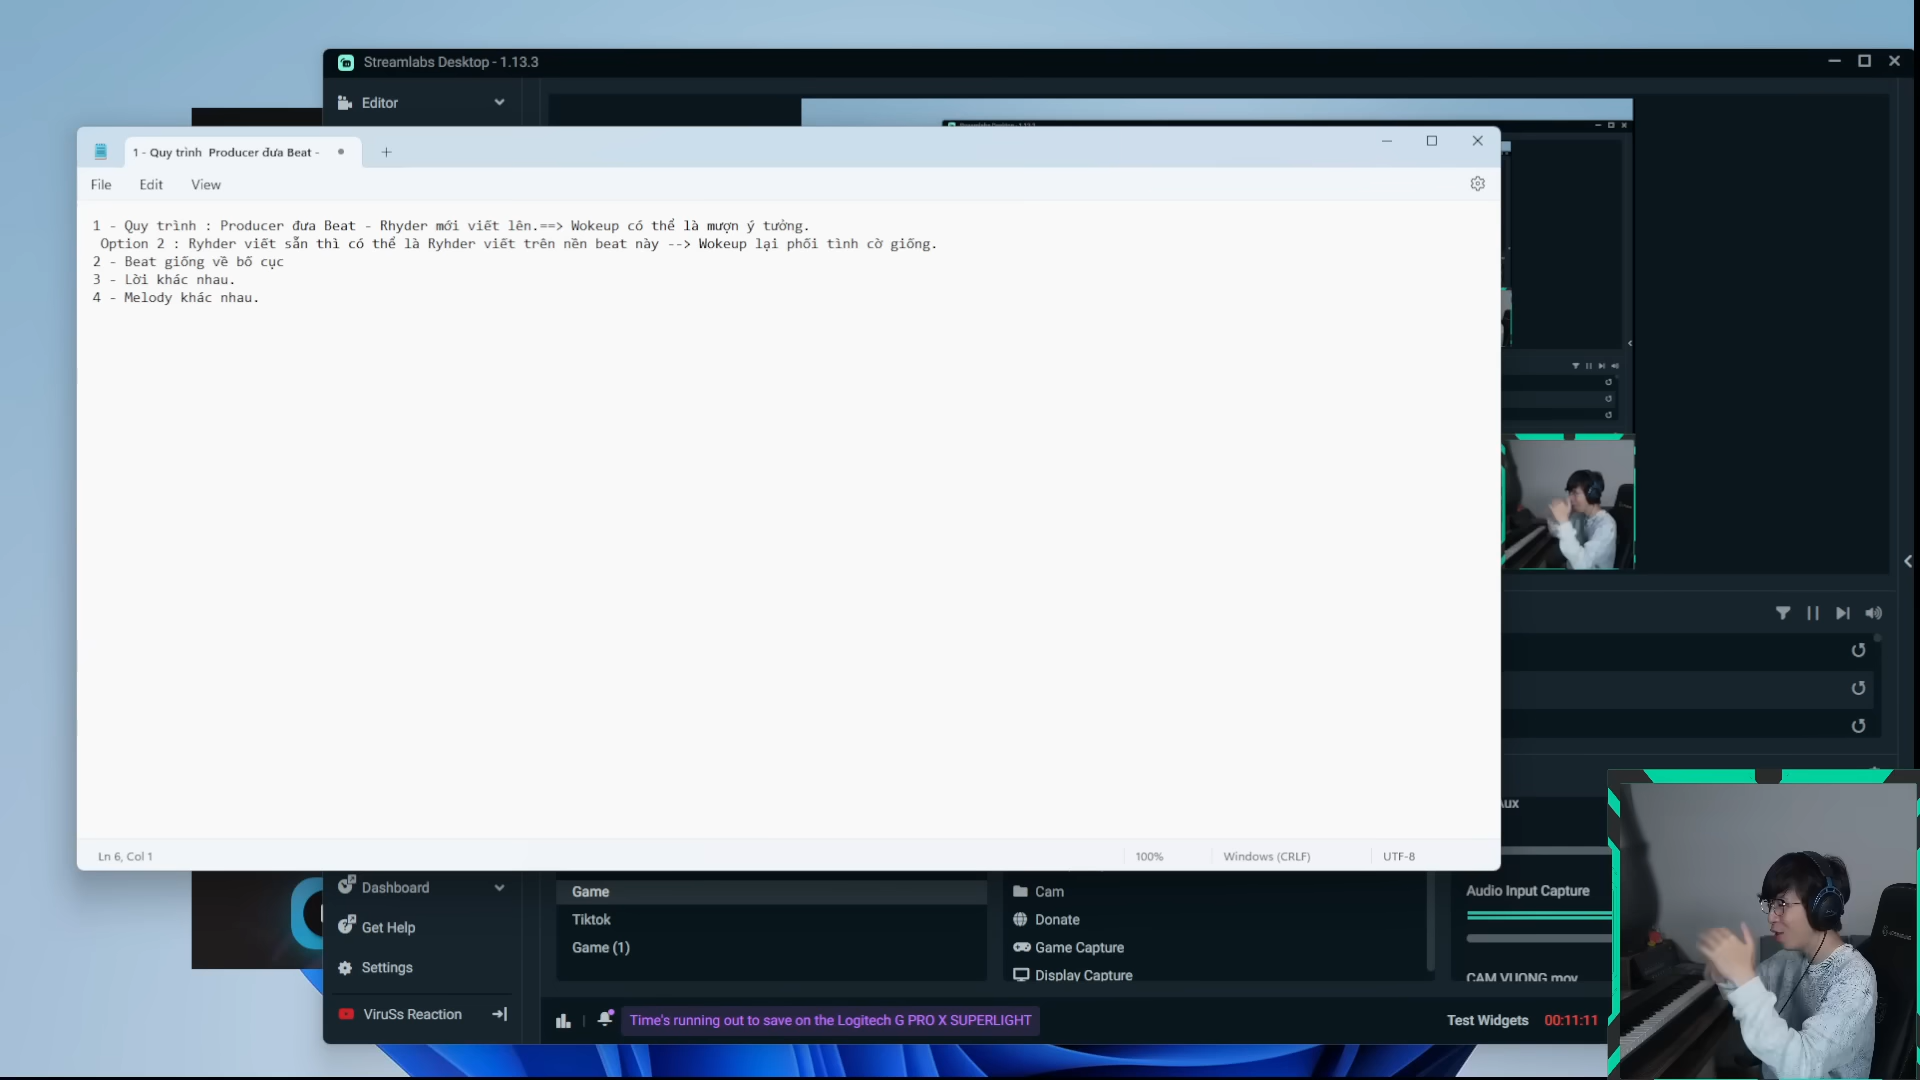 Streamlabs Desktop - 1.13.3
Editor
1 - Quy trình Producer đưa Beat -
File Edit View
1 - Quy trình : Producer đưa Beat - Rhyder mới viết lên.==> Wokeup có thể là mượn ý tưởng.
Option 2 : Ryhder viết sẵn thì có thể là Ryhder viết trên nền beat này --> Wokeup lại phối tình cờ giống.
2 - Beat giống về bố cục
3 - Lời khác nhau.
4 - Melody khác nhau.
Ln 6, Col 1
100%
Windows (CRLF)
UTF-8
Dashboard
Get Help
Settings
ViruSs Reaction
Game
Tiktok
Game (1)
Cam
Donate
Game Capture
Display Capture
Audio Input Capture
CAM VUONG mov
Time's running out to save on the Logitech G PRO X SUPERLIGHT
Test Widgets 00:11:11